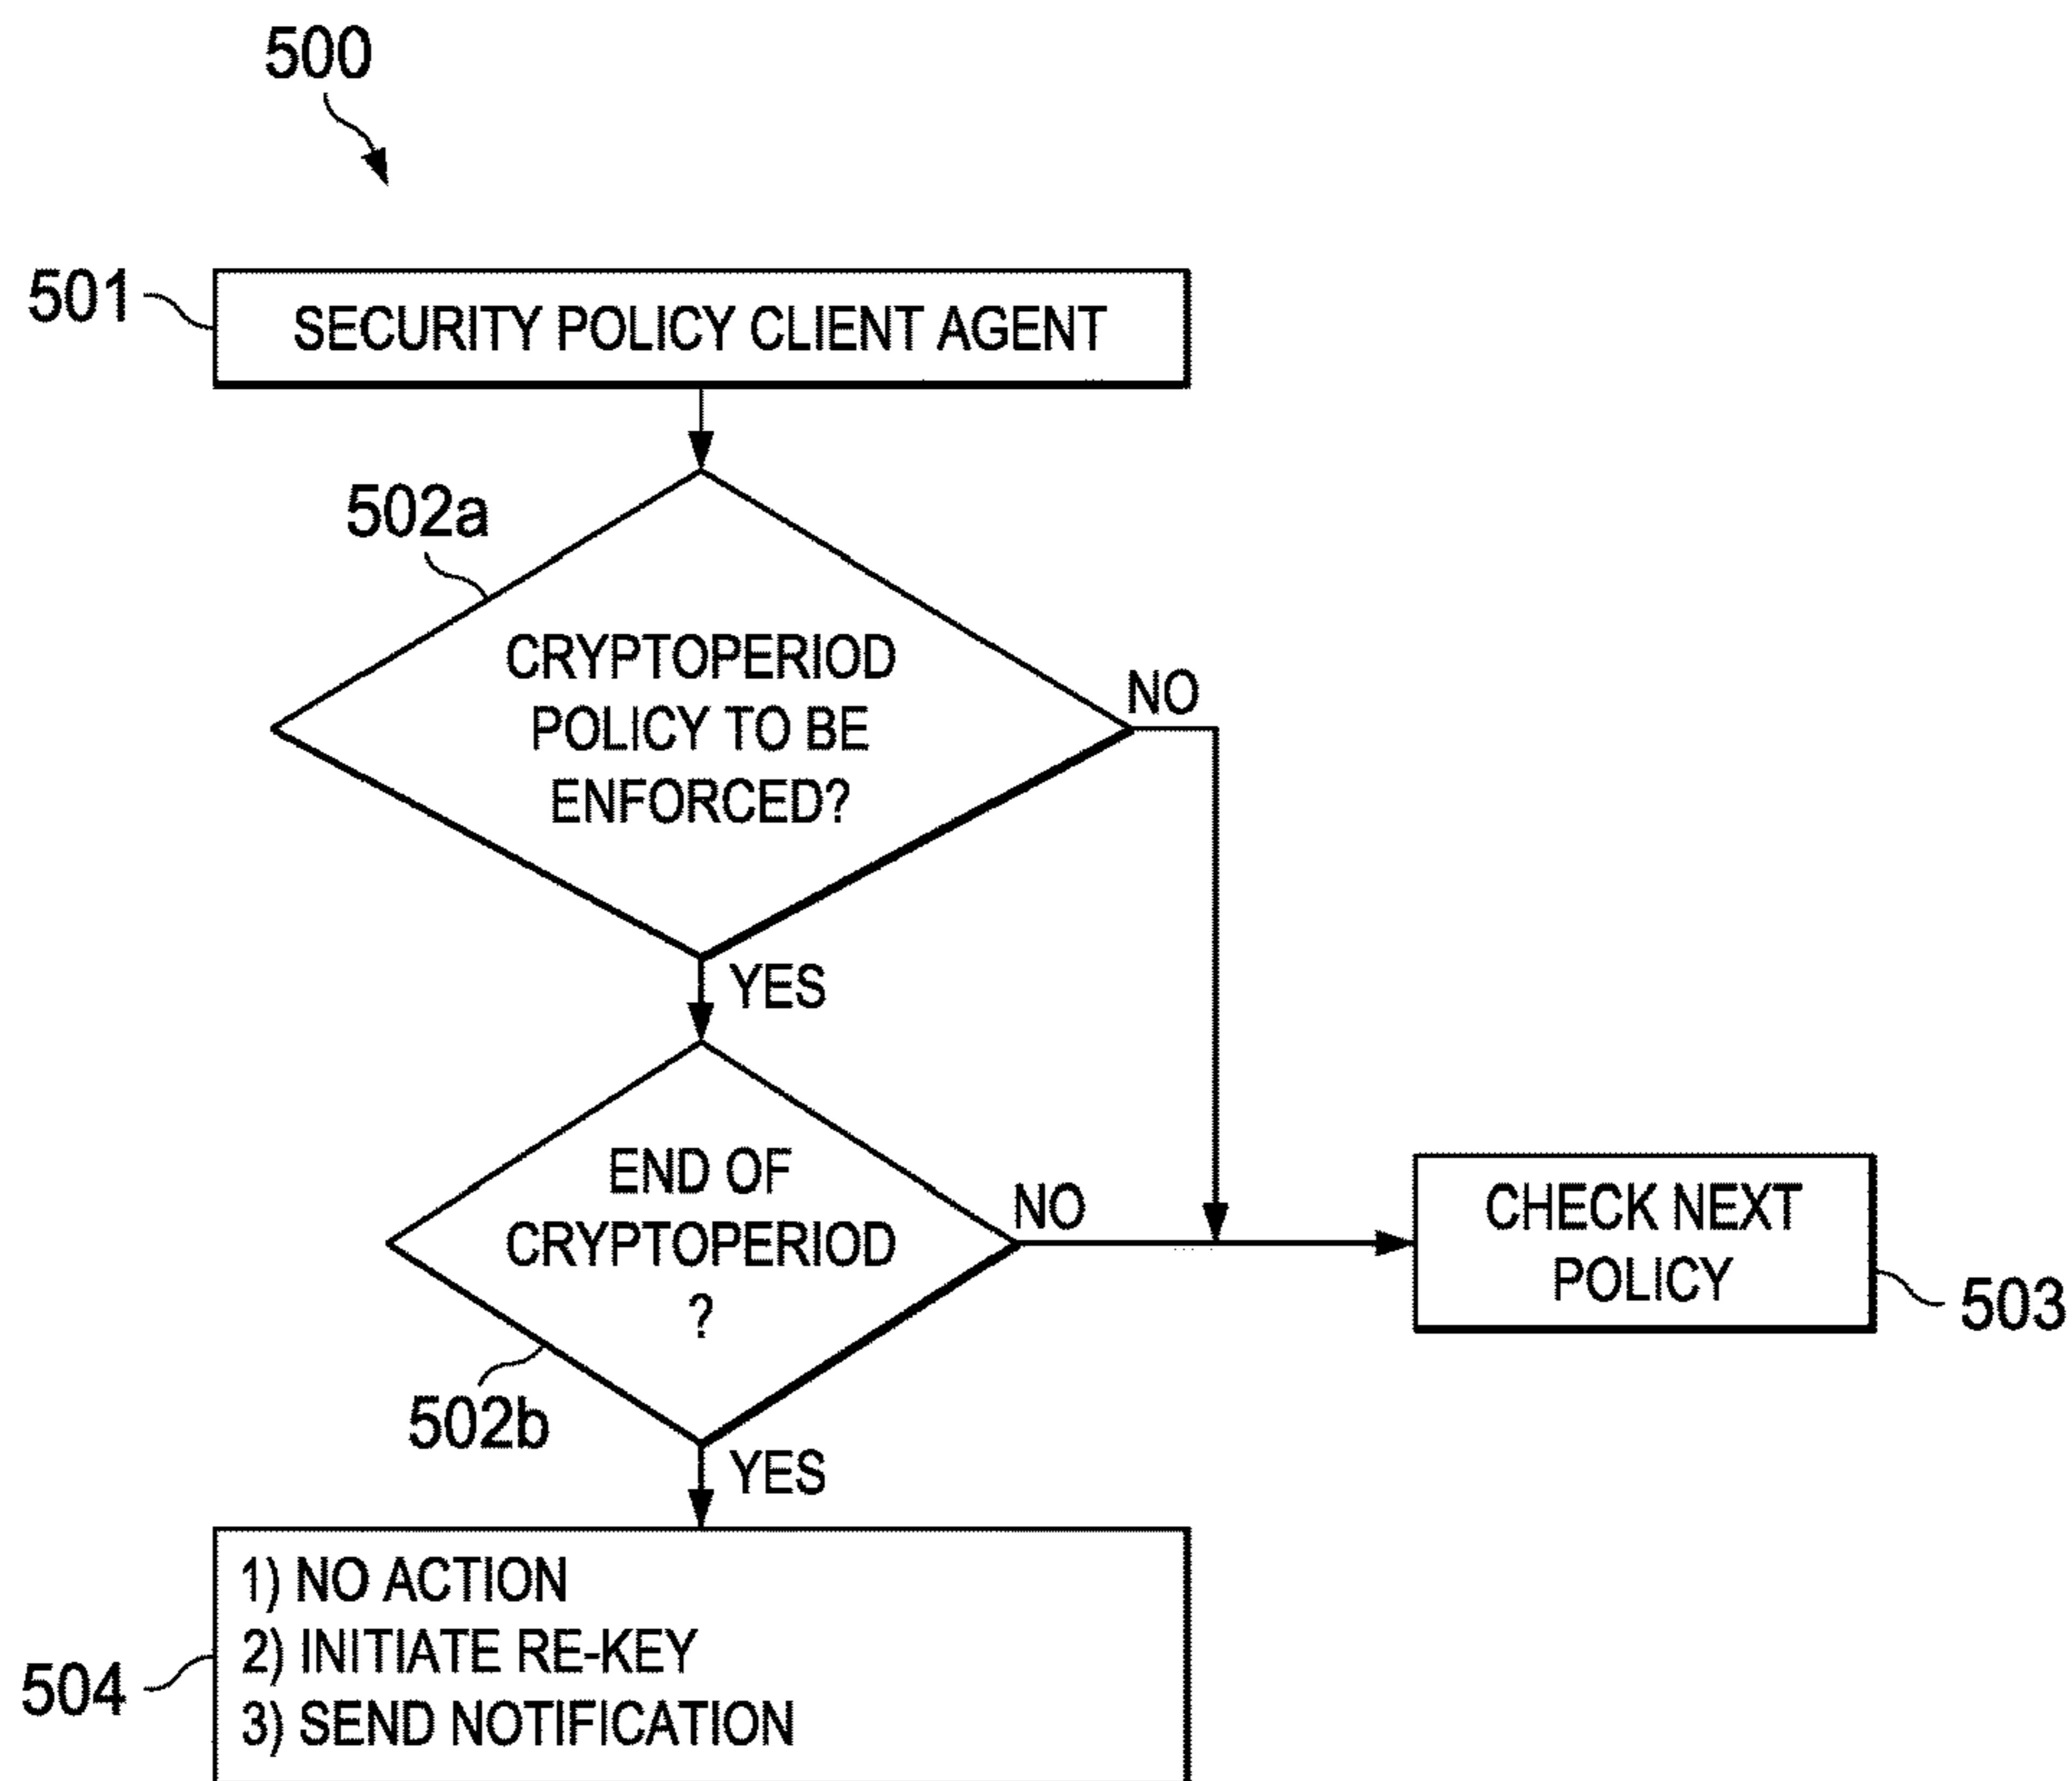 500
501
SECURITY POLICY CLIENT AGENT
502a
CRYPTOPERIOD
POLICY TO BE
ENFORCED?
NO
YES
END OF
CRYPTOPERIOD
?
NO
502b
YES
CHECK NEXT
POLICY
503
1) NO ACTION
2) INITIATE RE-KEY
3) SEND NOTIFICATION
504